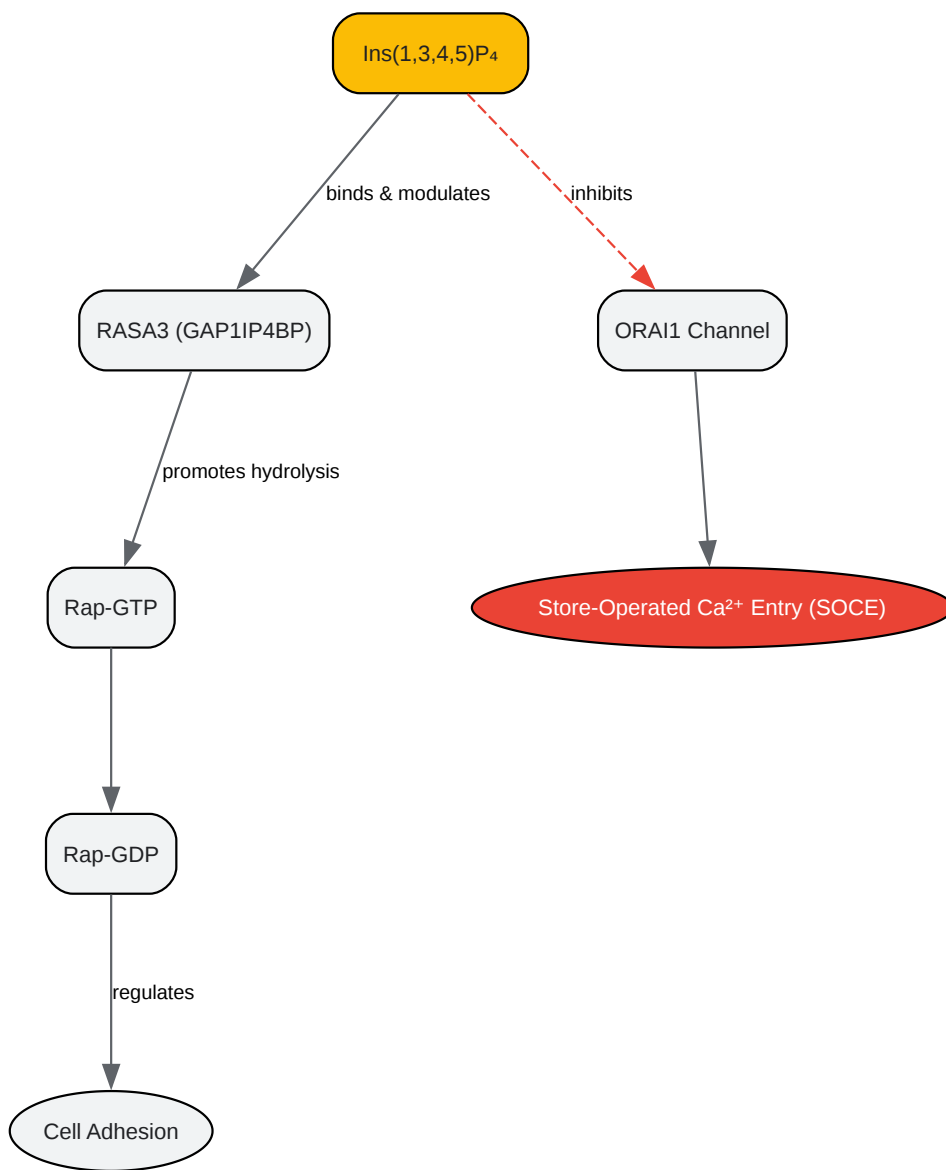 Ins(1,3,4,5)P₄
binds & modulates
inhibits
RASA3 (GAP1IP4BP)
ORAI1 Channel
promotes hydrolysis
Rap-GTP
Store-Operated Ca²⁺ Entry (SOCE)
Rap-GDP
regulates
Cell Adhesion